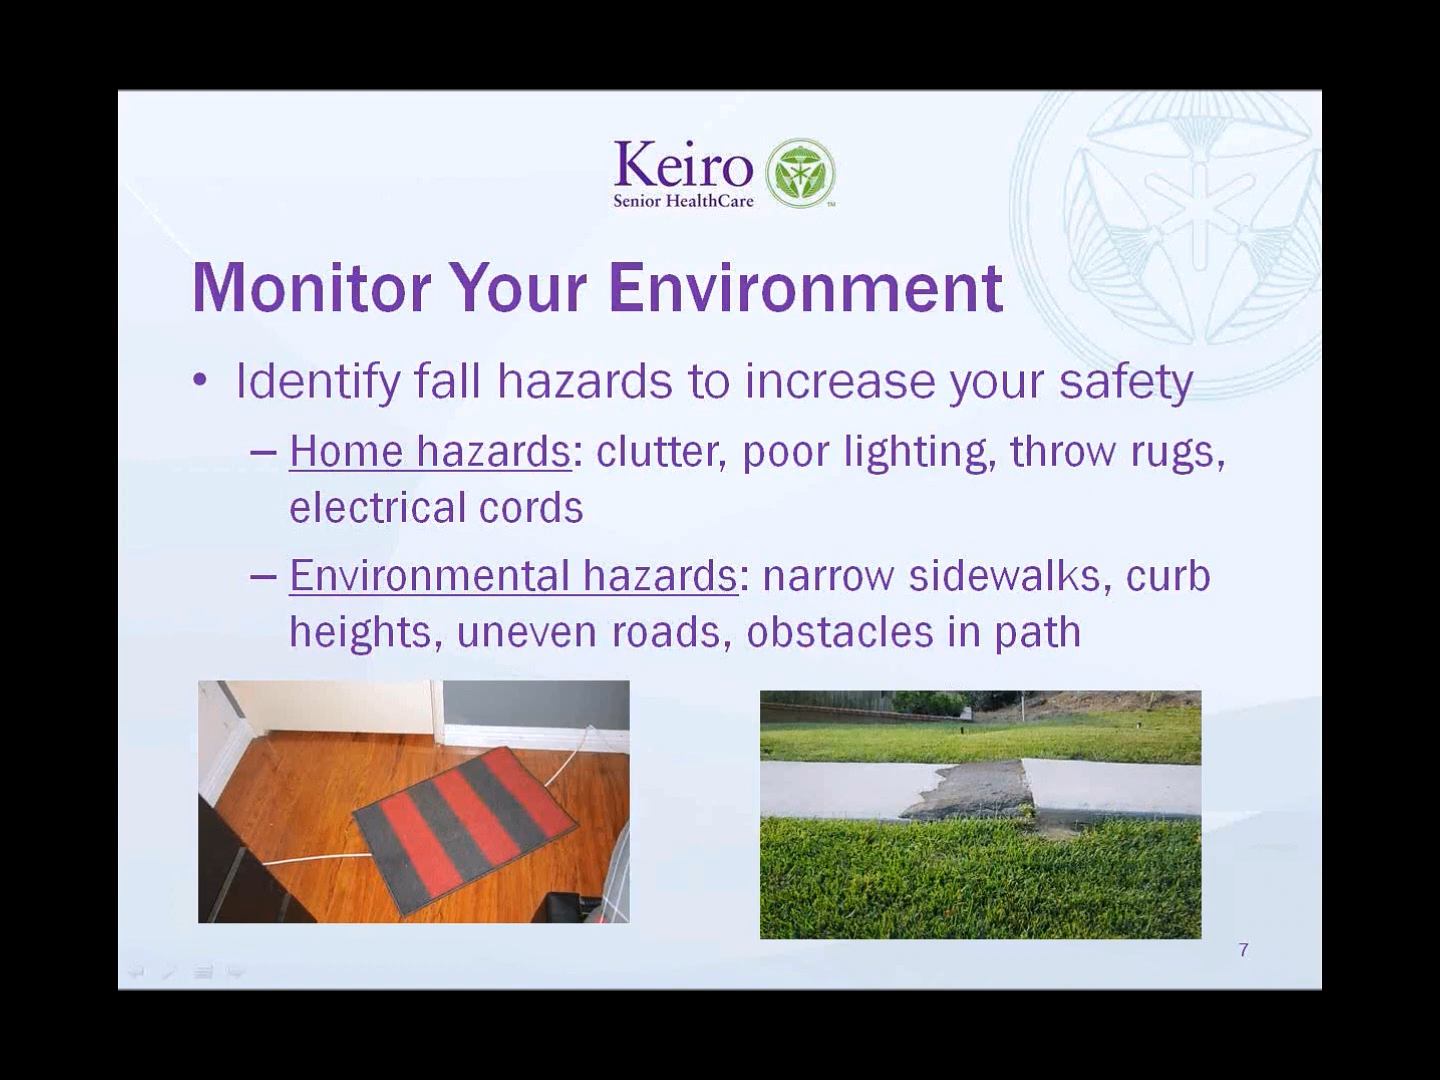 Keiro
Senior HealthCare
TM
Monitor Your Environment
• Identify fall hazards to increase your safety
– Home hazards: clutter, poor lighting, throw rugs,
electrical cords
– Environmental hazards: narrow sidewalks, curb
heights, uneven roads, obstacles in path
7